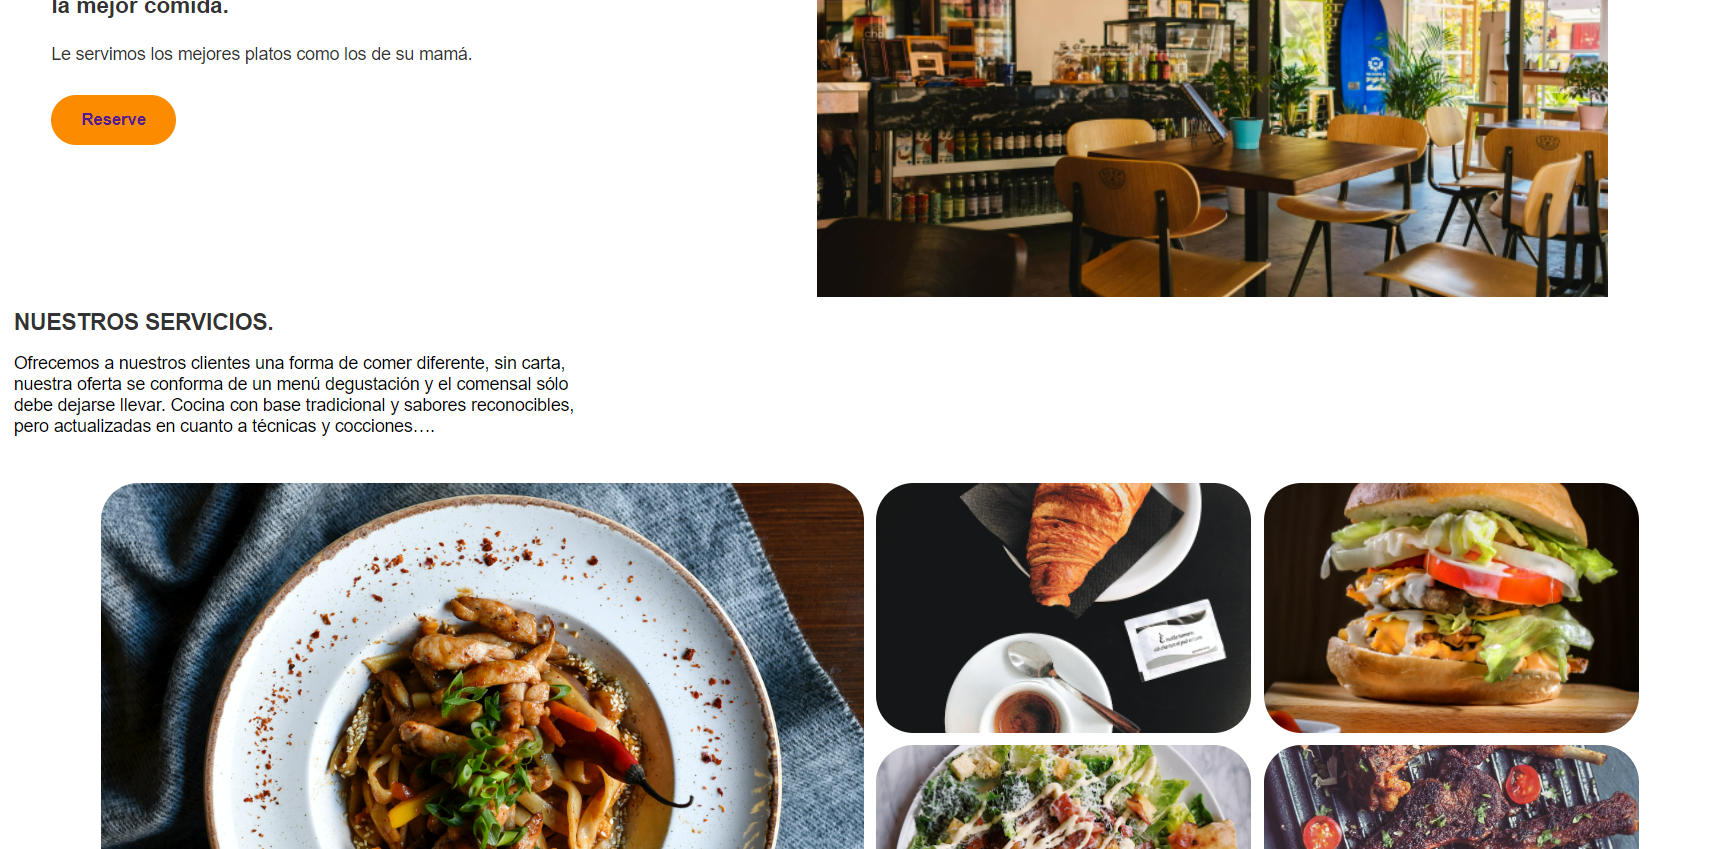 la mejor comida.
Le servimos los mejores platos como los de su mamá.
Reserve
NUESTROS SERVICIOS.
Ofrecemos a nuestros clientes una forma de comer diferente, sin carta,
nuestra oferta se conforma de un menú degustación y el comensal sólo
debe dejarse llevar. Cocina con base tradicional y sabores reconocibles,
pero actualizadas en cuanto a técnicas y cocciones….